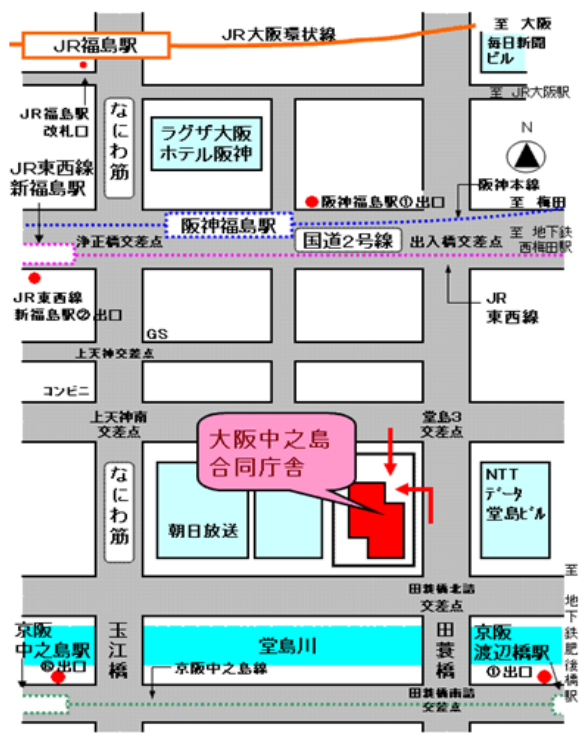 至 大阪
JR大阪環状線
JR福島駅
毎日新聞
ビル
至 JR大阪駅
JR福島駅
改札口
なにわ筋
ラグザ大阪
ホテル阪神
N
JR東西線
新福島駅
阪神福島駅①出口
阪神本線
至 梅田
阪神福島駅
浄正橋交差点
国道2号線
出入橋交差点
至 地下鉄
西梅田駅
JR東西線
新福島駅②出口
JR
東西線
GS
上天神交差点
コンビニ
上天神南
交差点
堂島3
交差点
大阪中之島
合同庁舎
なにわ筋
朝日放送
NTT
データ
堂島ビル
田蓑橋北詰
交差点
至 地下鉄肥後橋駅
京阪
中之島駅
⑥出口
玉江橋
堂島川
田蓑橋
京阪
渡辺橋駅
①出口
京阪中之島線
田蓑橋南詰
交差点